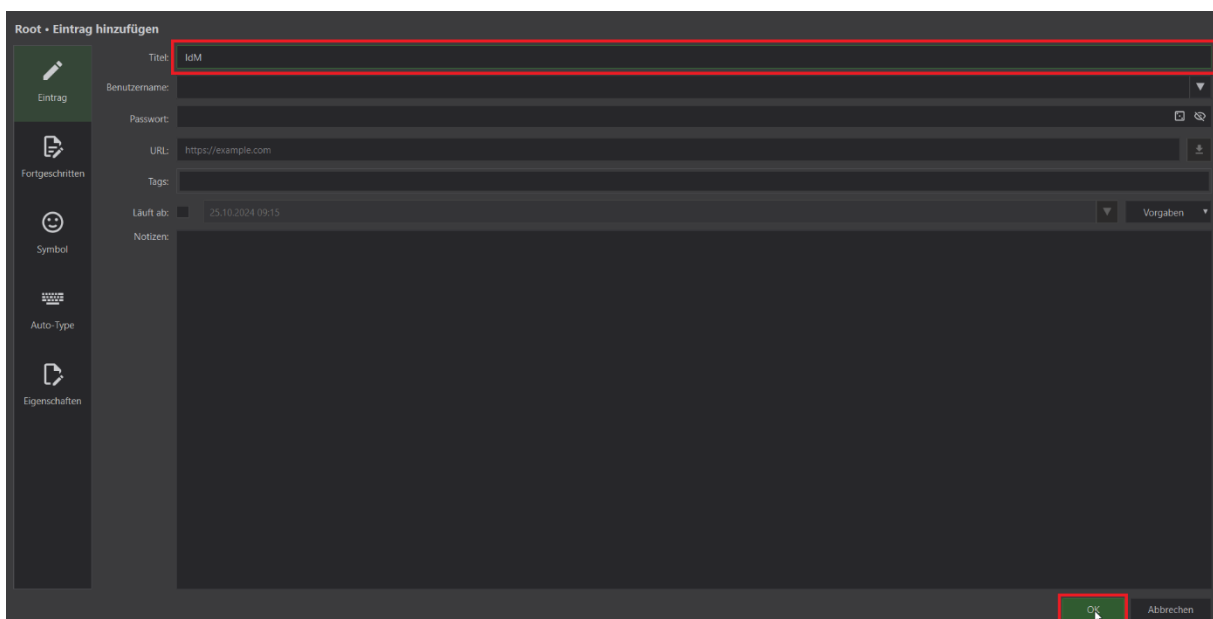 Root • Eintrag hinzufügen
Titel: IdM
Eintrag
Benutzername:
Passwort:
URL: https://example.com
Fortgeschritten
Tags:
Läuft ab: 25.10.2024 09:15 Vorgaben
Notizen:
Symbol
Auto-Type
Eigenschaften
OK Abbrechen